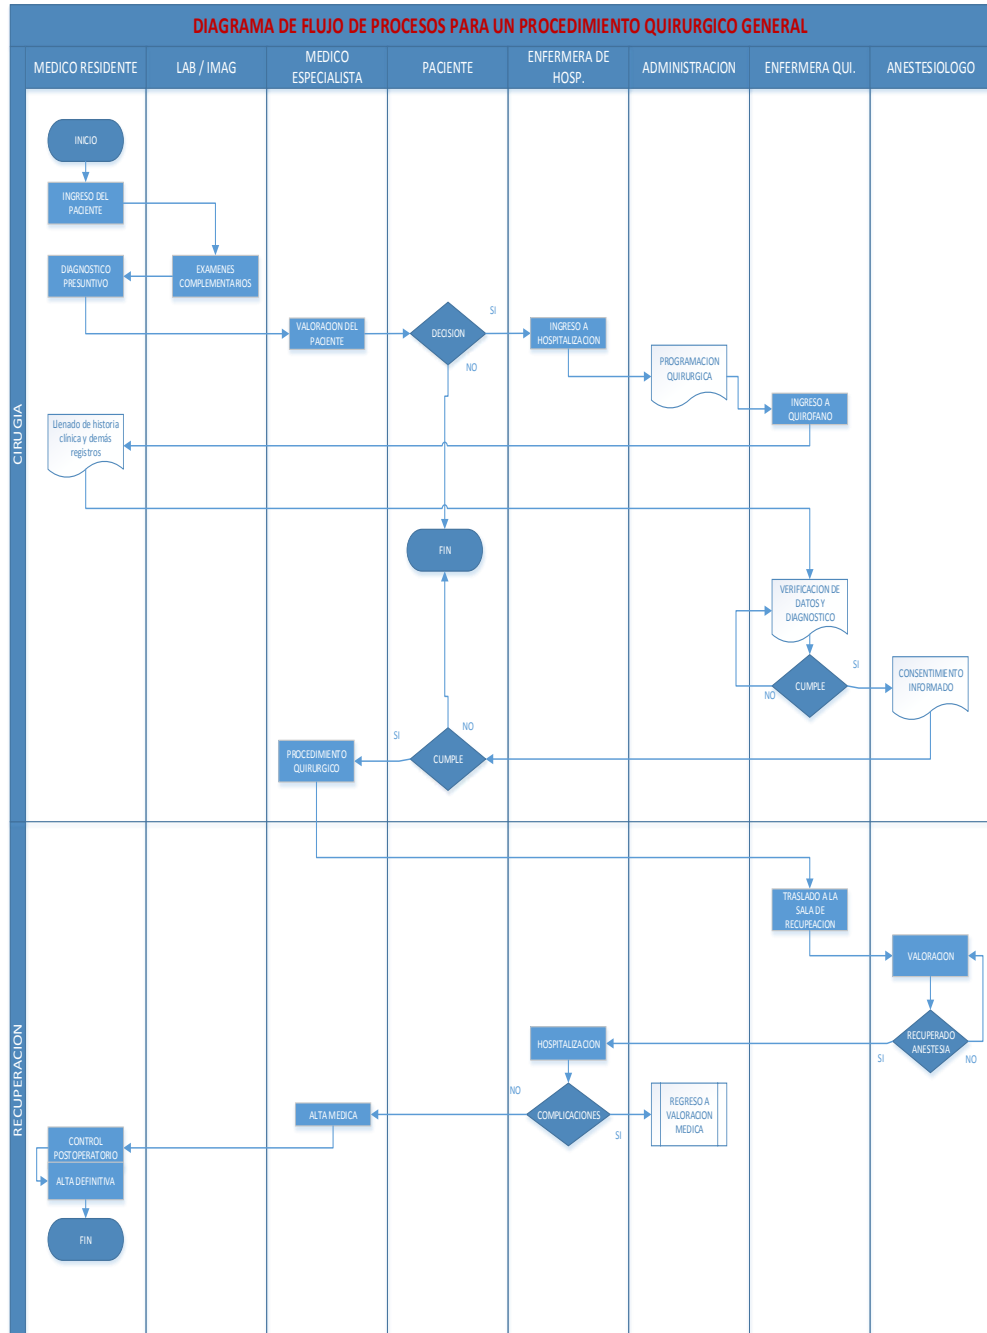 DIAGRAMA DE FLUJO DE PROCESOS PARA UN PROCEDIMIENTO QUIRURGICO GENERAL
MEDICO RESIDENTE
LAB / IMAG
MEDICO
ESPECIALISTA
PACIENTE
ENFERMERA DE
HOSP.
ADMINISTRACION
ENFERMERA QUI.
ANESTESIOLOGO
CIRUGIA
INICIO
INGRESO DEL
PACIENTE
DIAGNOSTICO
PRESUNTIVO
EXAMENES
COMPLEMENTARIOS
VALORACION DEL
PACIENTE
DECISION
SI
NO
INGRESO A
HOSPITALIZACION
PROGRAMACION
QUIRURGICA
INGRESO A
QUIROFANO
Llenado de historia
clínica y demás
registros
FIN
VERIFICACION DE
DATOS Y
DIAGNOSTICO
CUMPLE
SI
NO
CONSENTIMIENTO
INFORMADO
PROCEDIMIENTO
QUIRURGICO
SI
CUMPLE
NO
RECUPERACION
TRASLADO A LA
SALA DE
RECUPEACION
VALORACION
RECUPERADO
ANESTESIA
SI
NO
HOSPITALIZACION
NO
COMPLICACIONES
SI
REGRESO A
VALORACION
MEDICA
ALTA MEDICA
CONTROL
POSTOPERATORIO
ALTA DEFINITIVA
FIN